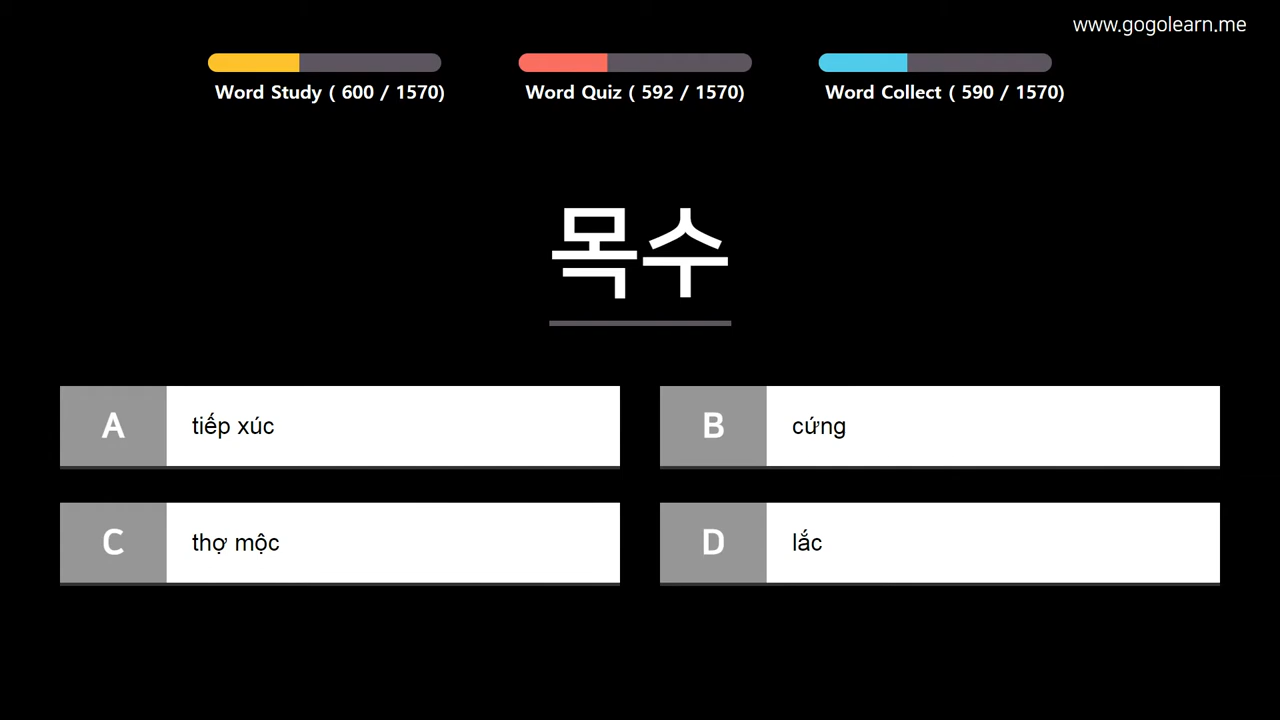 www.gogolearn.me
Word Study ( 600 / 1570)
Word Quiz ( 592 / 1570)
Word Collect ( 590 / 1570)
목수
A tiếp xúc
B cứng
C thợ mộc
D lắc